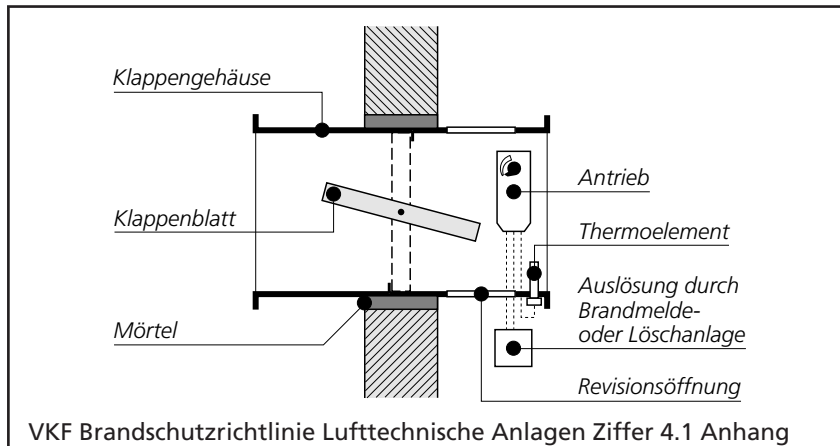 Klappengehäuse
Klappenblatt
Mörtel
Antrieb
Thermoelement
Auslösung durch
Brandmelde-
oder Löschanlage
Revisionsöffnung
VKF Brandschutzrichtlinie Lufttechnische Anlagen Ziffer 4.1 Anhang